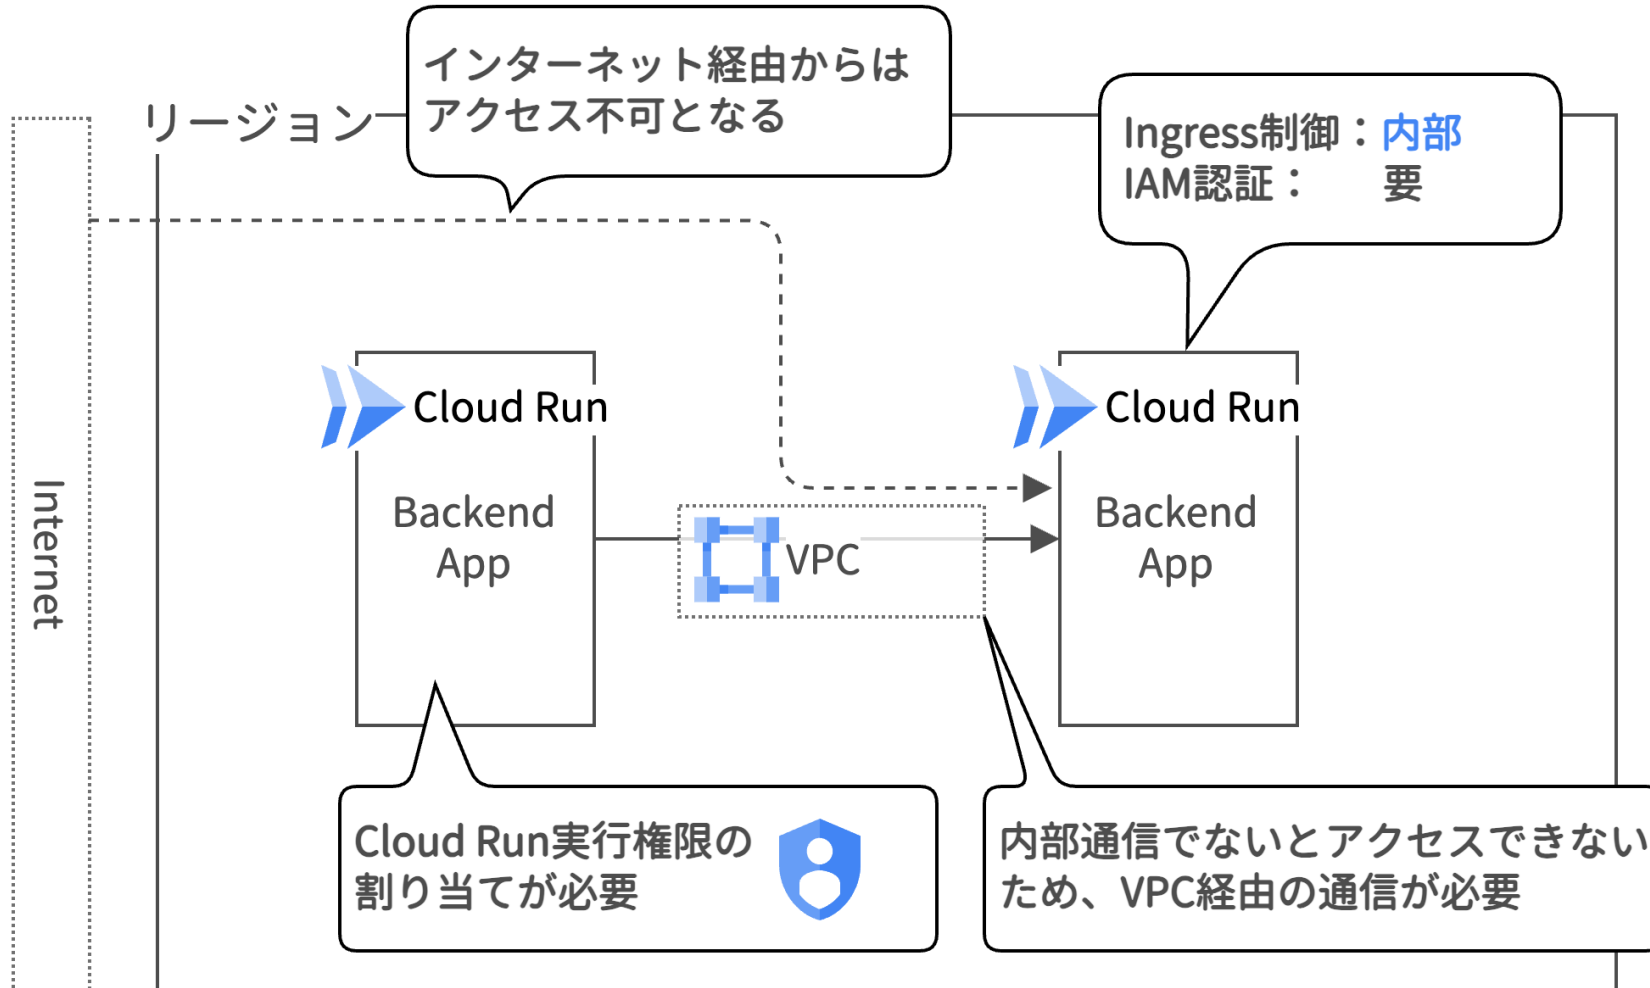 インターネット経由からは
アクセス不可となる
リージョン
Ingress制御：内部
IAM認証：　　要
Internet
Cloud Run
Backend
App
VPC
Cloud Run
Backend
App
Cloud Run実行権限の
割り当てが必要
内部通信でないとアクセスできない
ため、VPC経由の通信が必要